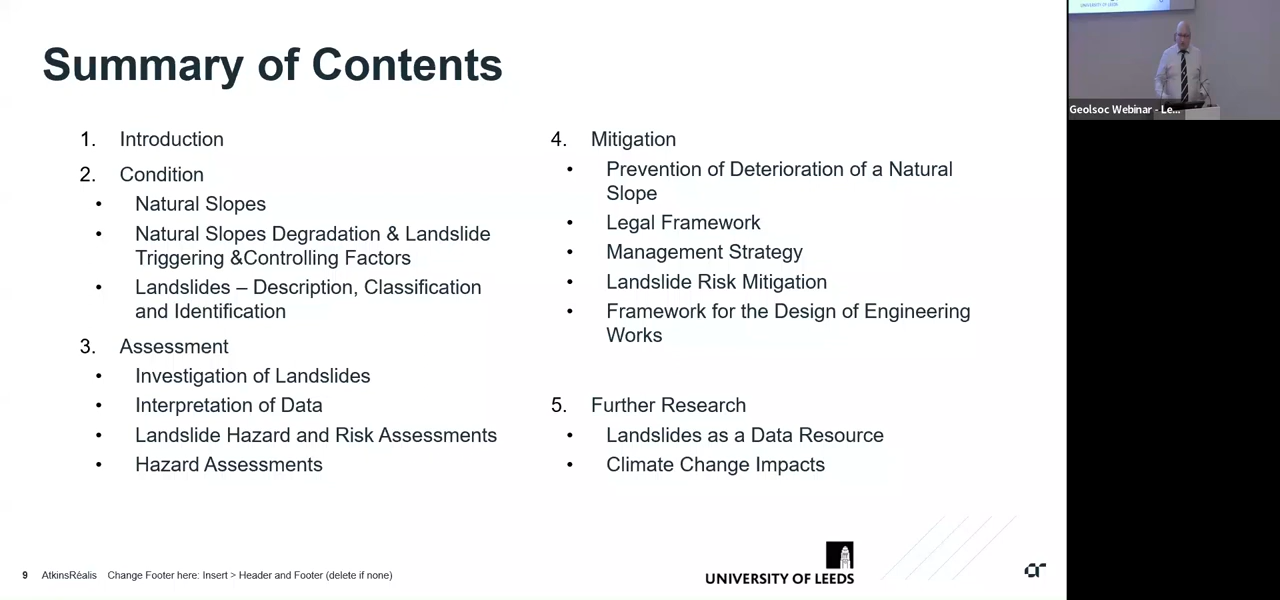 Summary of Contents
1. Introduction
2. Condition
• Natural Slopes
• Natural Slopes Degradation & Landslide
Triggering &Controlling Factors
• Landslides – Description, Classification
and Identification
3. Assessment
• Investigation of Landslides
• Interpretation of Data
• Landslide Hazard and Risk Assessments
• Hazard Assessments
4. Mitigation
• Prevention of Deterioration of a Natural
Slope
• Legal Framework
• Management Strategy
• Landslide Risk Mitigation
• Framework for the Design of Engineering
Works
5. Further Research
• Landslides as a Data Resource
• Climate Change Impacts
9 AtkinsRéalis Change Footer here: Insert > Header and Footer (delete if none)
UNIVERSITY OF LEEDS
UNIVERSITY OF LEEDS
Geolsoc Webinar - Le...